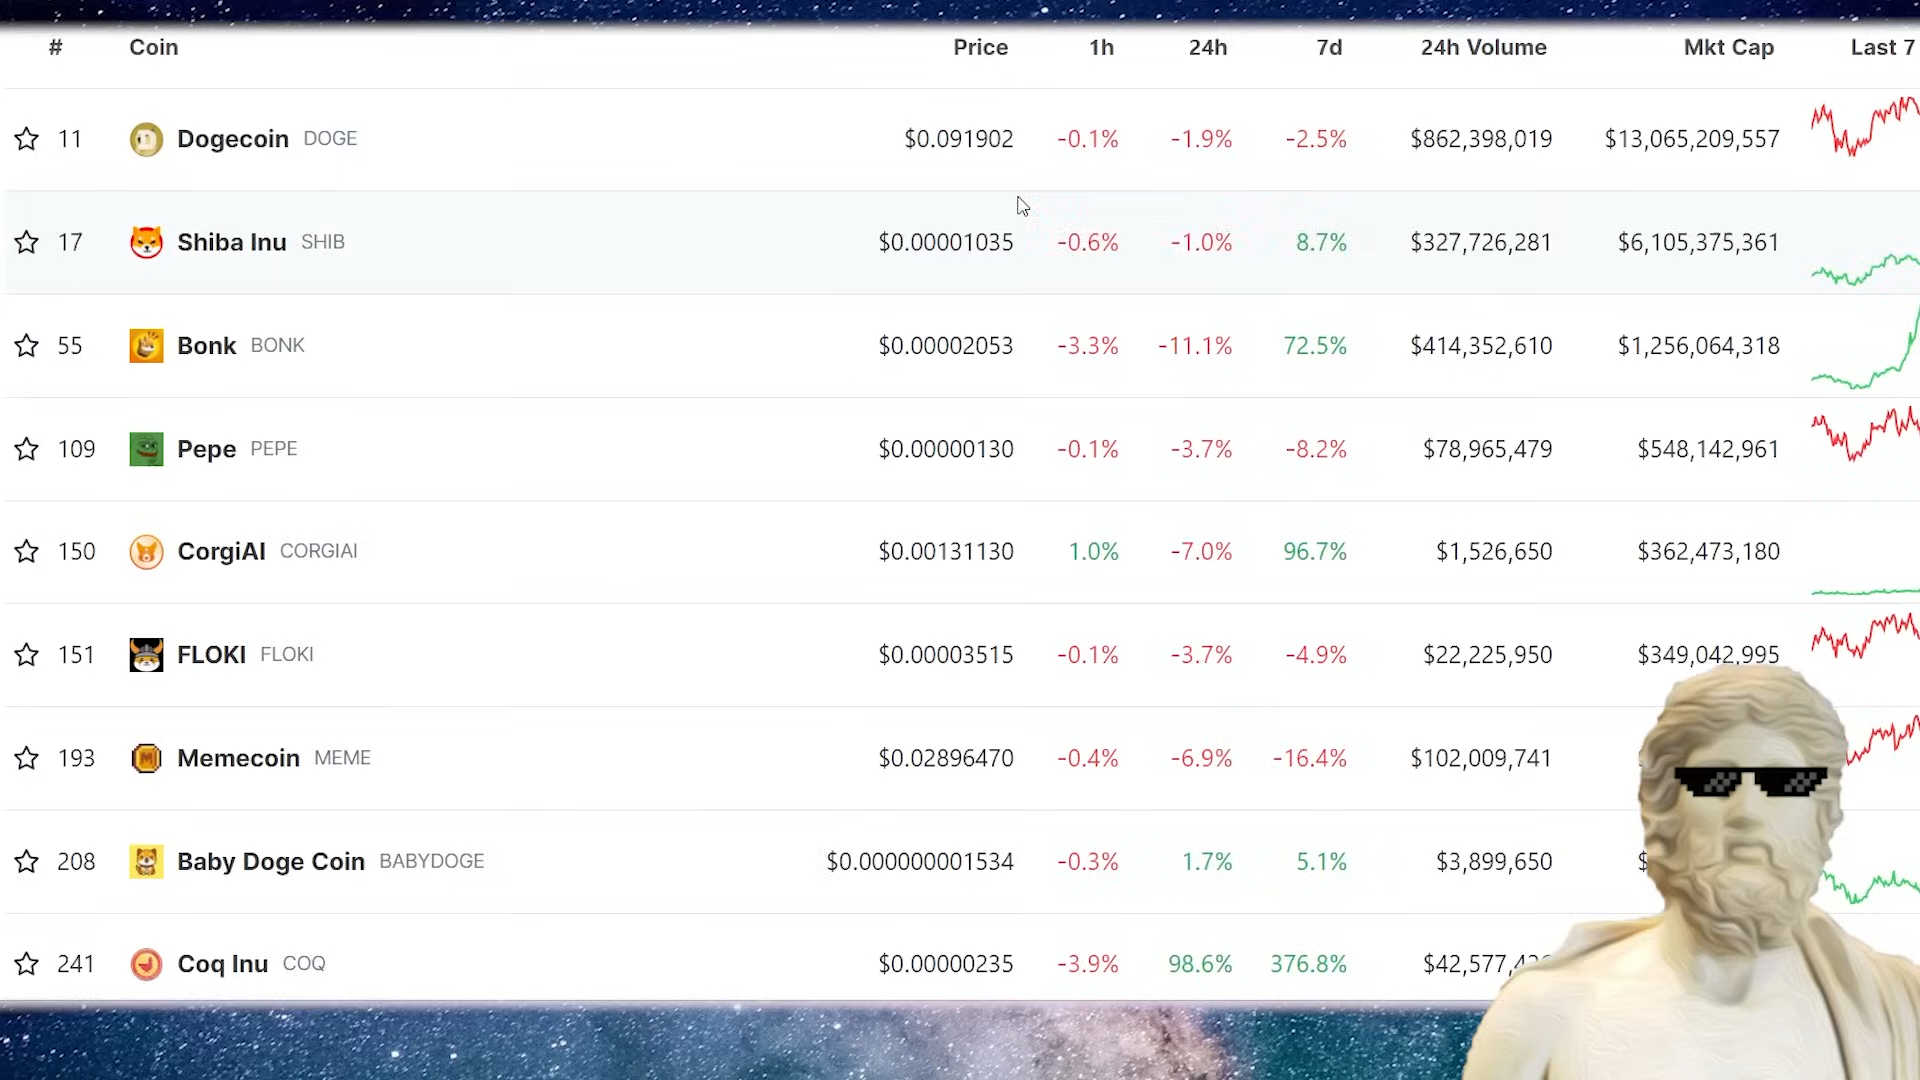 # Coin Price 1h 24h 7d 24h Volume Mkt Cap Last 7
11 Dogecoin DOGE $0.091902 -0.1% -1.9% -2.5% $862,398,019 $13,065,209,557
17 Shiba Inu SHIB $0.00001035 -0.6% -1.0% 8.7% $327,726,281 $6,105,375,361
55 Bonk BONK $0.00002053 -3.3% -11.1% 72.5% $414,352,610 $1,256,064,318
109 Pepe PEPE $0.00000130 -0.1% -3.7% -8.2% $78,965,479 $548,142,961
150 CorgiAI CORGIAI $0.00131130 1.0% -7.0% 96.7% $1,526,650 $362,473,180
151 FLOKI FLOKI $0.00003515 -0.1% -3.7% -4.9% $22,225,950 $349,042,995
193 Memecoin MEME $0.02896470 -0.4% -6.9% -16.4% $102,009,741
208 Baby Doge Coin BABYDOGE $0.000000001534 -0.3% 1.7% 5.1% $3,899,650 $
241 Coq Inu COQ $0.00000235 -3.9% 98.6% 376.8%